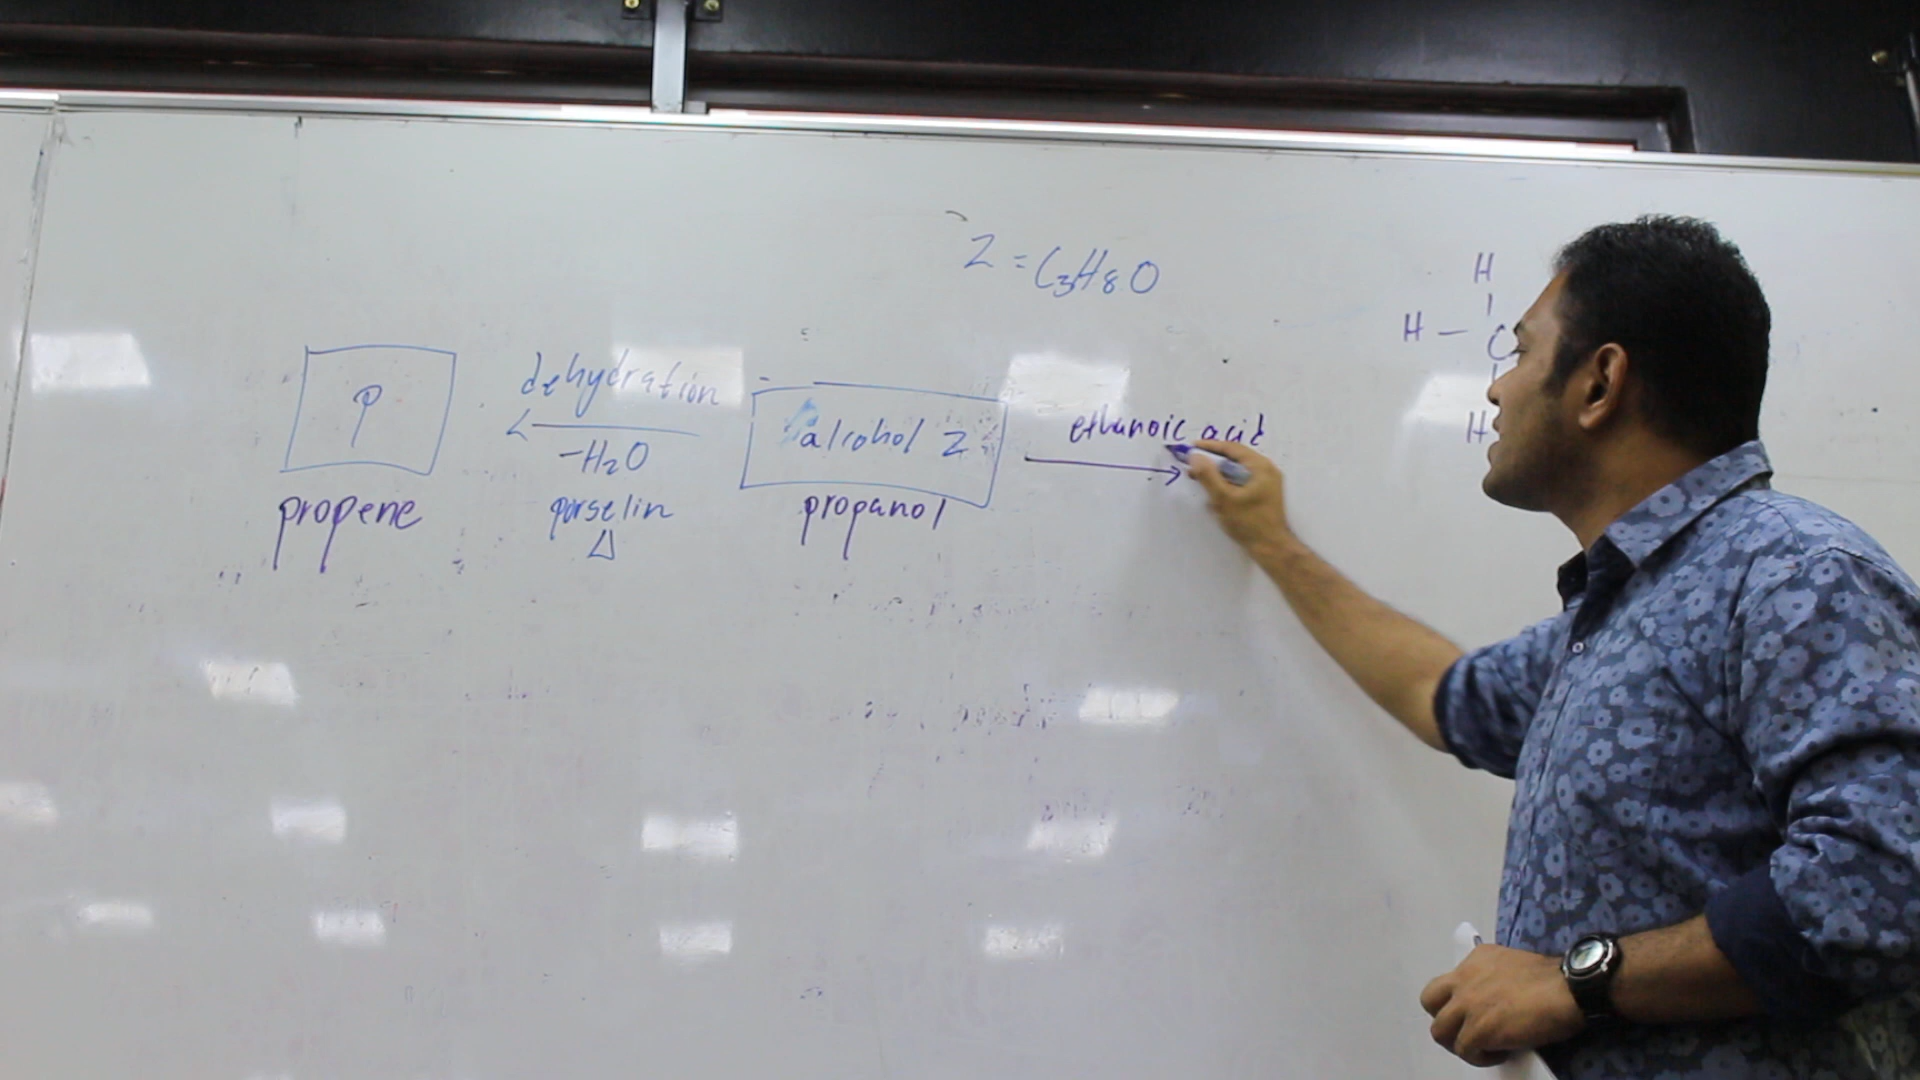 Z = C3H8O
H
H - C
H
dehydration
P
alcohol Z
ethanoic acid
-H2O
propene
porselin
propanol
Δ